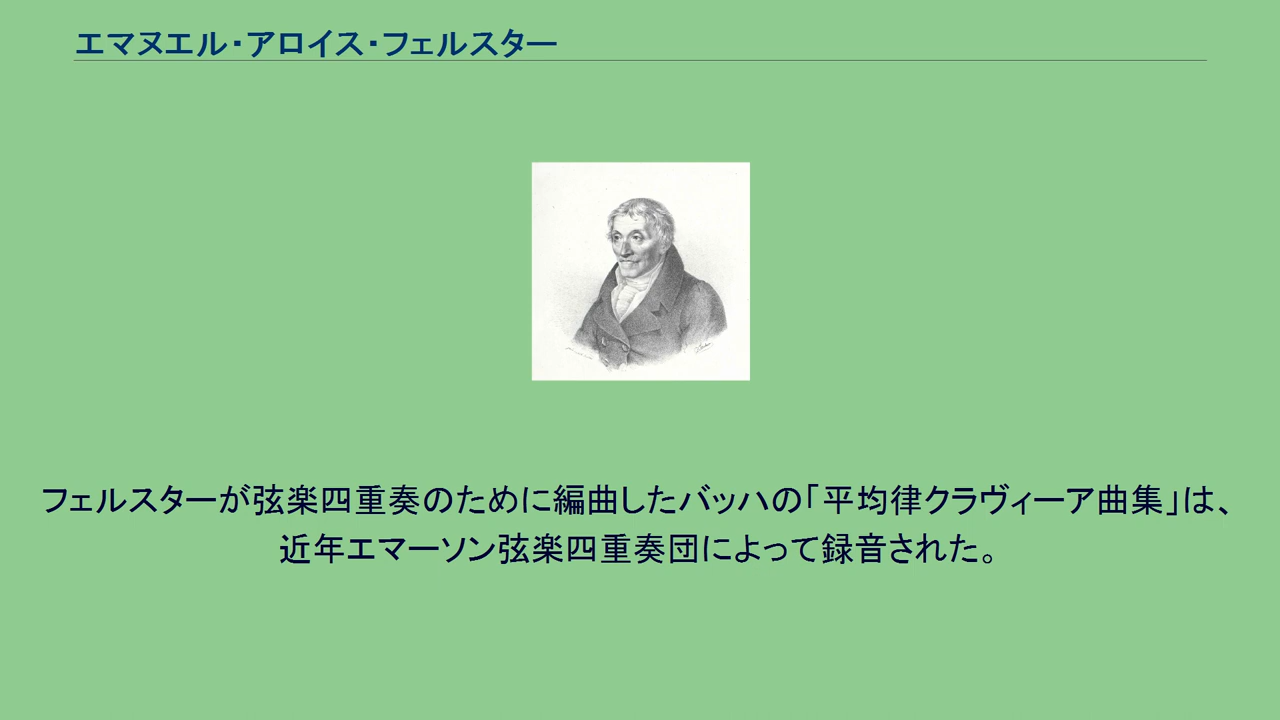 エマヌエル・アロイス・フェルスター
フェルスターが弦楽四重奏のために編曲したバッハの「平均律クラヴィーア曲集」は、
近年エマーソン弦楽四重奏団によって録音された。